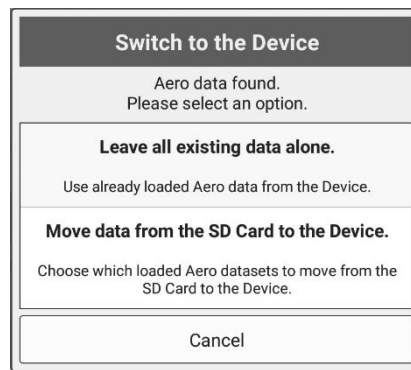 Switch to the Device
Aero data found.
Please select an option.
Leave all existing data alone.
Use already loaded Aero data from the Device.
Move data from the SD Card to the Device.
Choose which loaded Aero datasets to move from the
SD Card to the Device.
Cancel